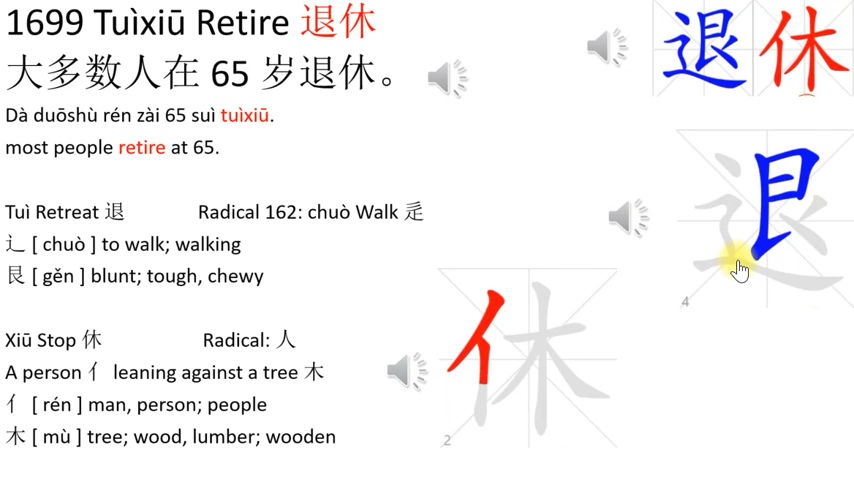 1699 Tuìxiū Retire 退休
大多数人在 65 岁退休。
Dà duōshù rén zài 65 suì tuìxiū.
most people retire at 65.
Tuì Retreat 退 Radical 162: chuò Walk 辵
辶 [ chuò ] to walk; walking
艮 [ gěn ] blunt; tough, chewy
Xiū Stop 休 Radical: 人
A person 亻 leaning against a tree 木
亻 [ rén ] man, person; people
木 [ mù ] tree; wood, lumber; wooden
退休
退
4
休
2